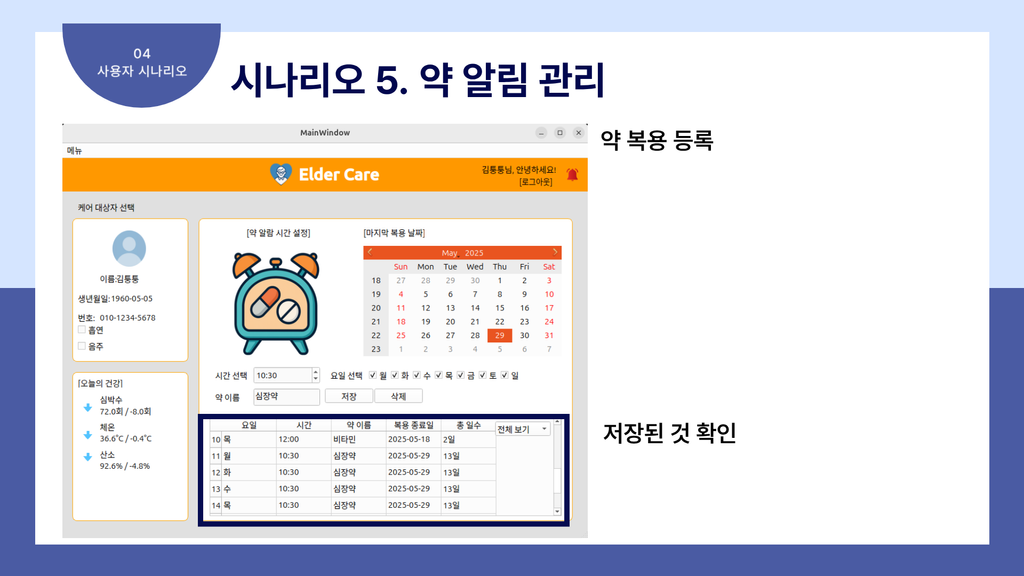 04
사용자 시나리오
시나리오 5. 약 알림 관리
MainWindow
메뉴
Elder Care
김통통님, 안녕하세요!
[로그아웃]
케어 대상자 선택
이름:김통통
생년월일: 1960-05-05
번호: 010-1234-5678
흡연
음주
[오늘의 건강]
심박수
72.0회 / -8.0회
체온
36.6˚C / -0.4˚C
산소
92.6% / -4.8%
[약 알람 시간 설정]
[마지막 복용 날짜]
May, 2025
Sun Mon Tue Wed Thu Fri Sat
18 27 28 29 30 1 2 3
19 4 5 6 7 8 9 10
20 11 12 13 14 15 16 17
21 18 19 20 21 22 23 24
22 25 26 27 28 29 30 31
23 1 2 3 4 5 6 7
시간 선택 10:30 요일 선택 월 화 수 목 금 토 일
약 이름 심장약 저장 삭제
요일 시간 약 이름 복용 종료일 총 일수 전체 보기
10 목 12:00 비타민 2025-05-18 2일
11 월 10:30 심장약 2025-05-29 13일
12 화 10:30 심장약 2025-05-29 13일
13 수 10:30 심장약 2025-05-29 13일
14 목 10:30 심장약 2025-05-29 13일
약 복용 등록
저장된 것 확인